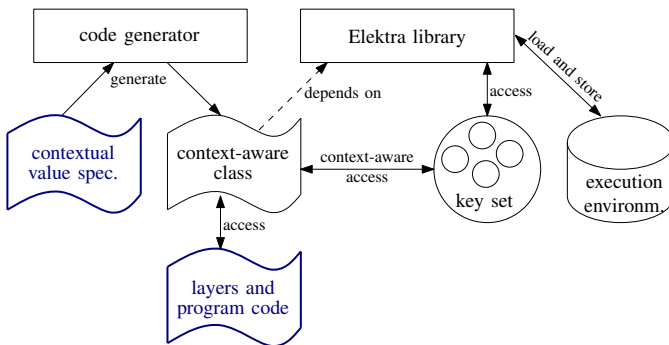 code generator
Elektra library
generate
depends on
access
load and store
contextual
value spec.
context-aware
class
context-aware
access
key set
execution
environm.
access
layers and
program code